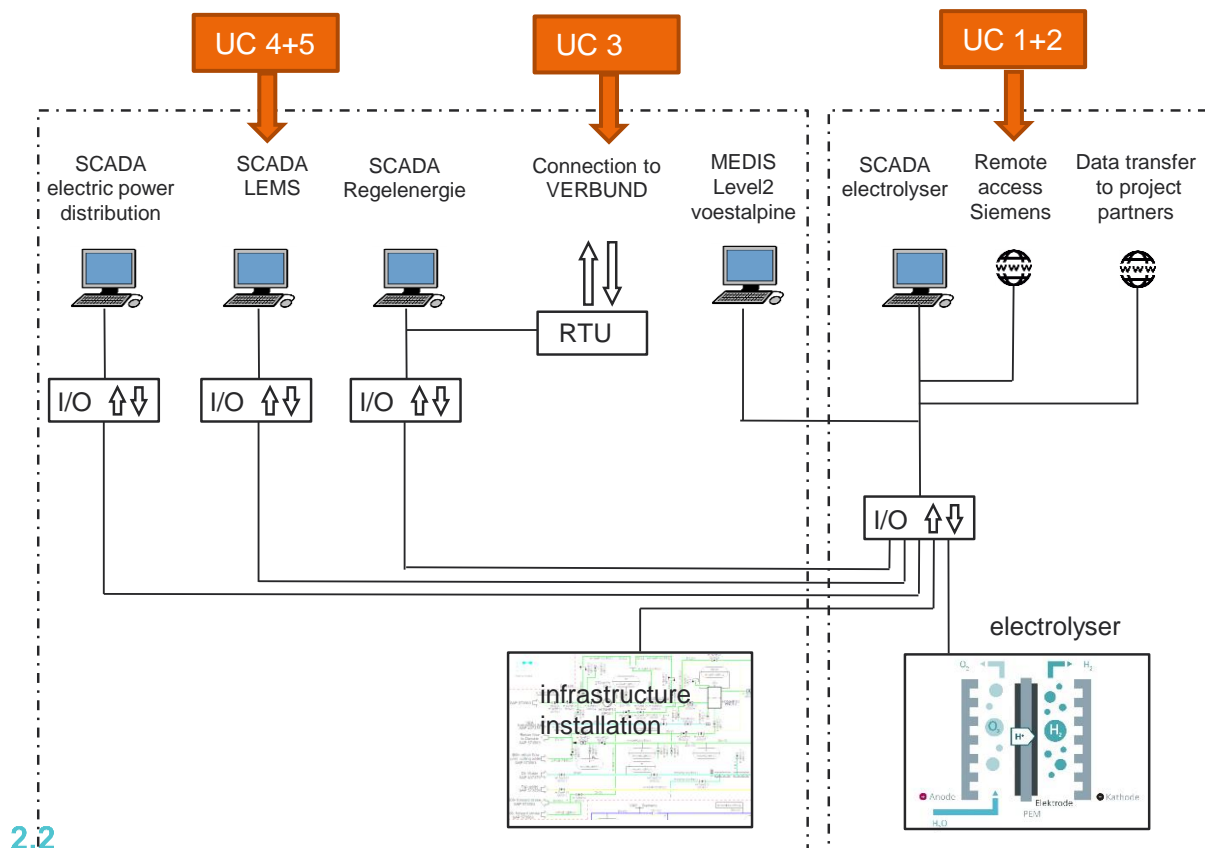 UC 4+5
UC 3
UC 1+2
SCADA
electric power
distribution
SCADA
LEMS
SCADA
Regelenergie
Connection to
VERBUND
MEDIS
Level2
voestalpine
SCADA
electrolyser
Remote
access
Siemens
Data transfer
to project
partners
www
www
RTU
I/O
I/O
I/O
I/O
infrastructure
installation
electrolyser
O2
H2
O2
H+
H2
Anode
Elektrode
Kathode
PEM
H2O
2.2